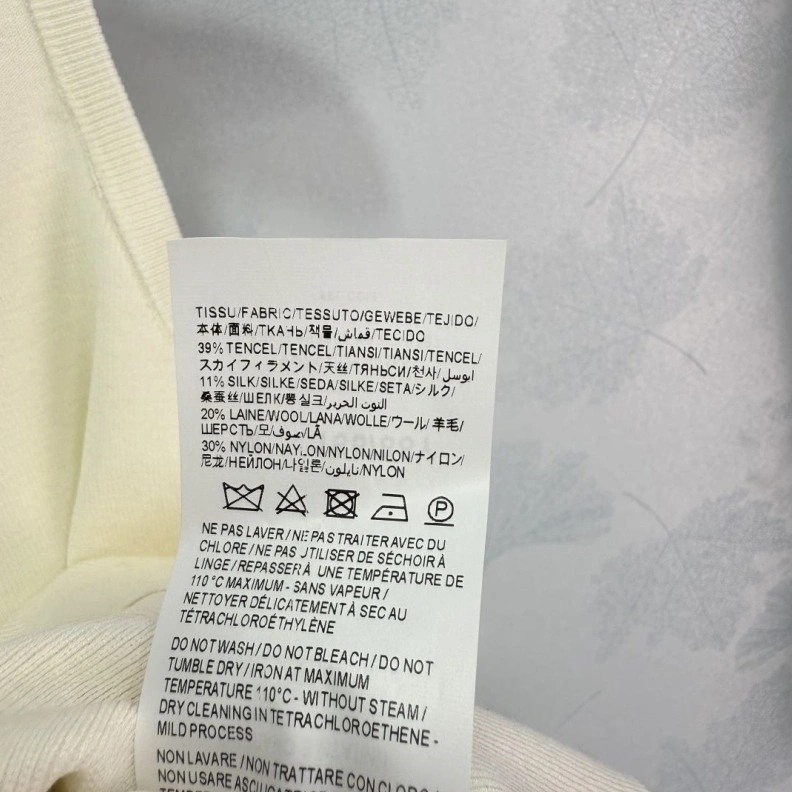 TISSU/FABRIC/TESSUTO/GEWEBE/TEJIDO/
本体/面料/ТКАНЬ/직물/قماش/TECIDO
39% TENCEL/TENCEL/TIANSI/TIANSI/TENCEL/
スカイフィラメント/天丝/ТЯНЬСИ/천사/ابوسل
11% SILK/SILKE/SEDA/SILKE/SETA/シルク/
桑蚕丝/ШЕЛК/뽕실크/التوت الحرير
20% LAINE/WOOL/LANA/WOLLE/ウール/羊毛/
ШЕРСТЬ/모/صوف/LÃ
30% NYLON/NAYLON/NYLON/NILON/ナイロン/
尼龙/НЕЙЛОН/나일론/نايلون/NYLON
P
NE PAS LAVER/NE PAS TRAITER AVEC DU
CHLORE/NE PAS UTILISER DE SÉCHOIR À
LINGE/REPASSER À UNE TEMPÉRATURE DE
110 °C MAXIMUM - SANS VAPEUR/
NETTOYER DÉLICATEMENT À SEC AU
TÉTRACHLOROÉTHYLÈNE
DO NOT WASH/DO NOT BLEACH/DO NOT
TUMBLE DRY/IRON AT MAXIMUM
TEMPERATURE 110°C - WITHOUT STEAM/
DRY CLEANING IN TETRACHLOROETHENE -
MILD PROCESS
NON LAVARE/NON TRATTARE CON CLORO/
NON USARE